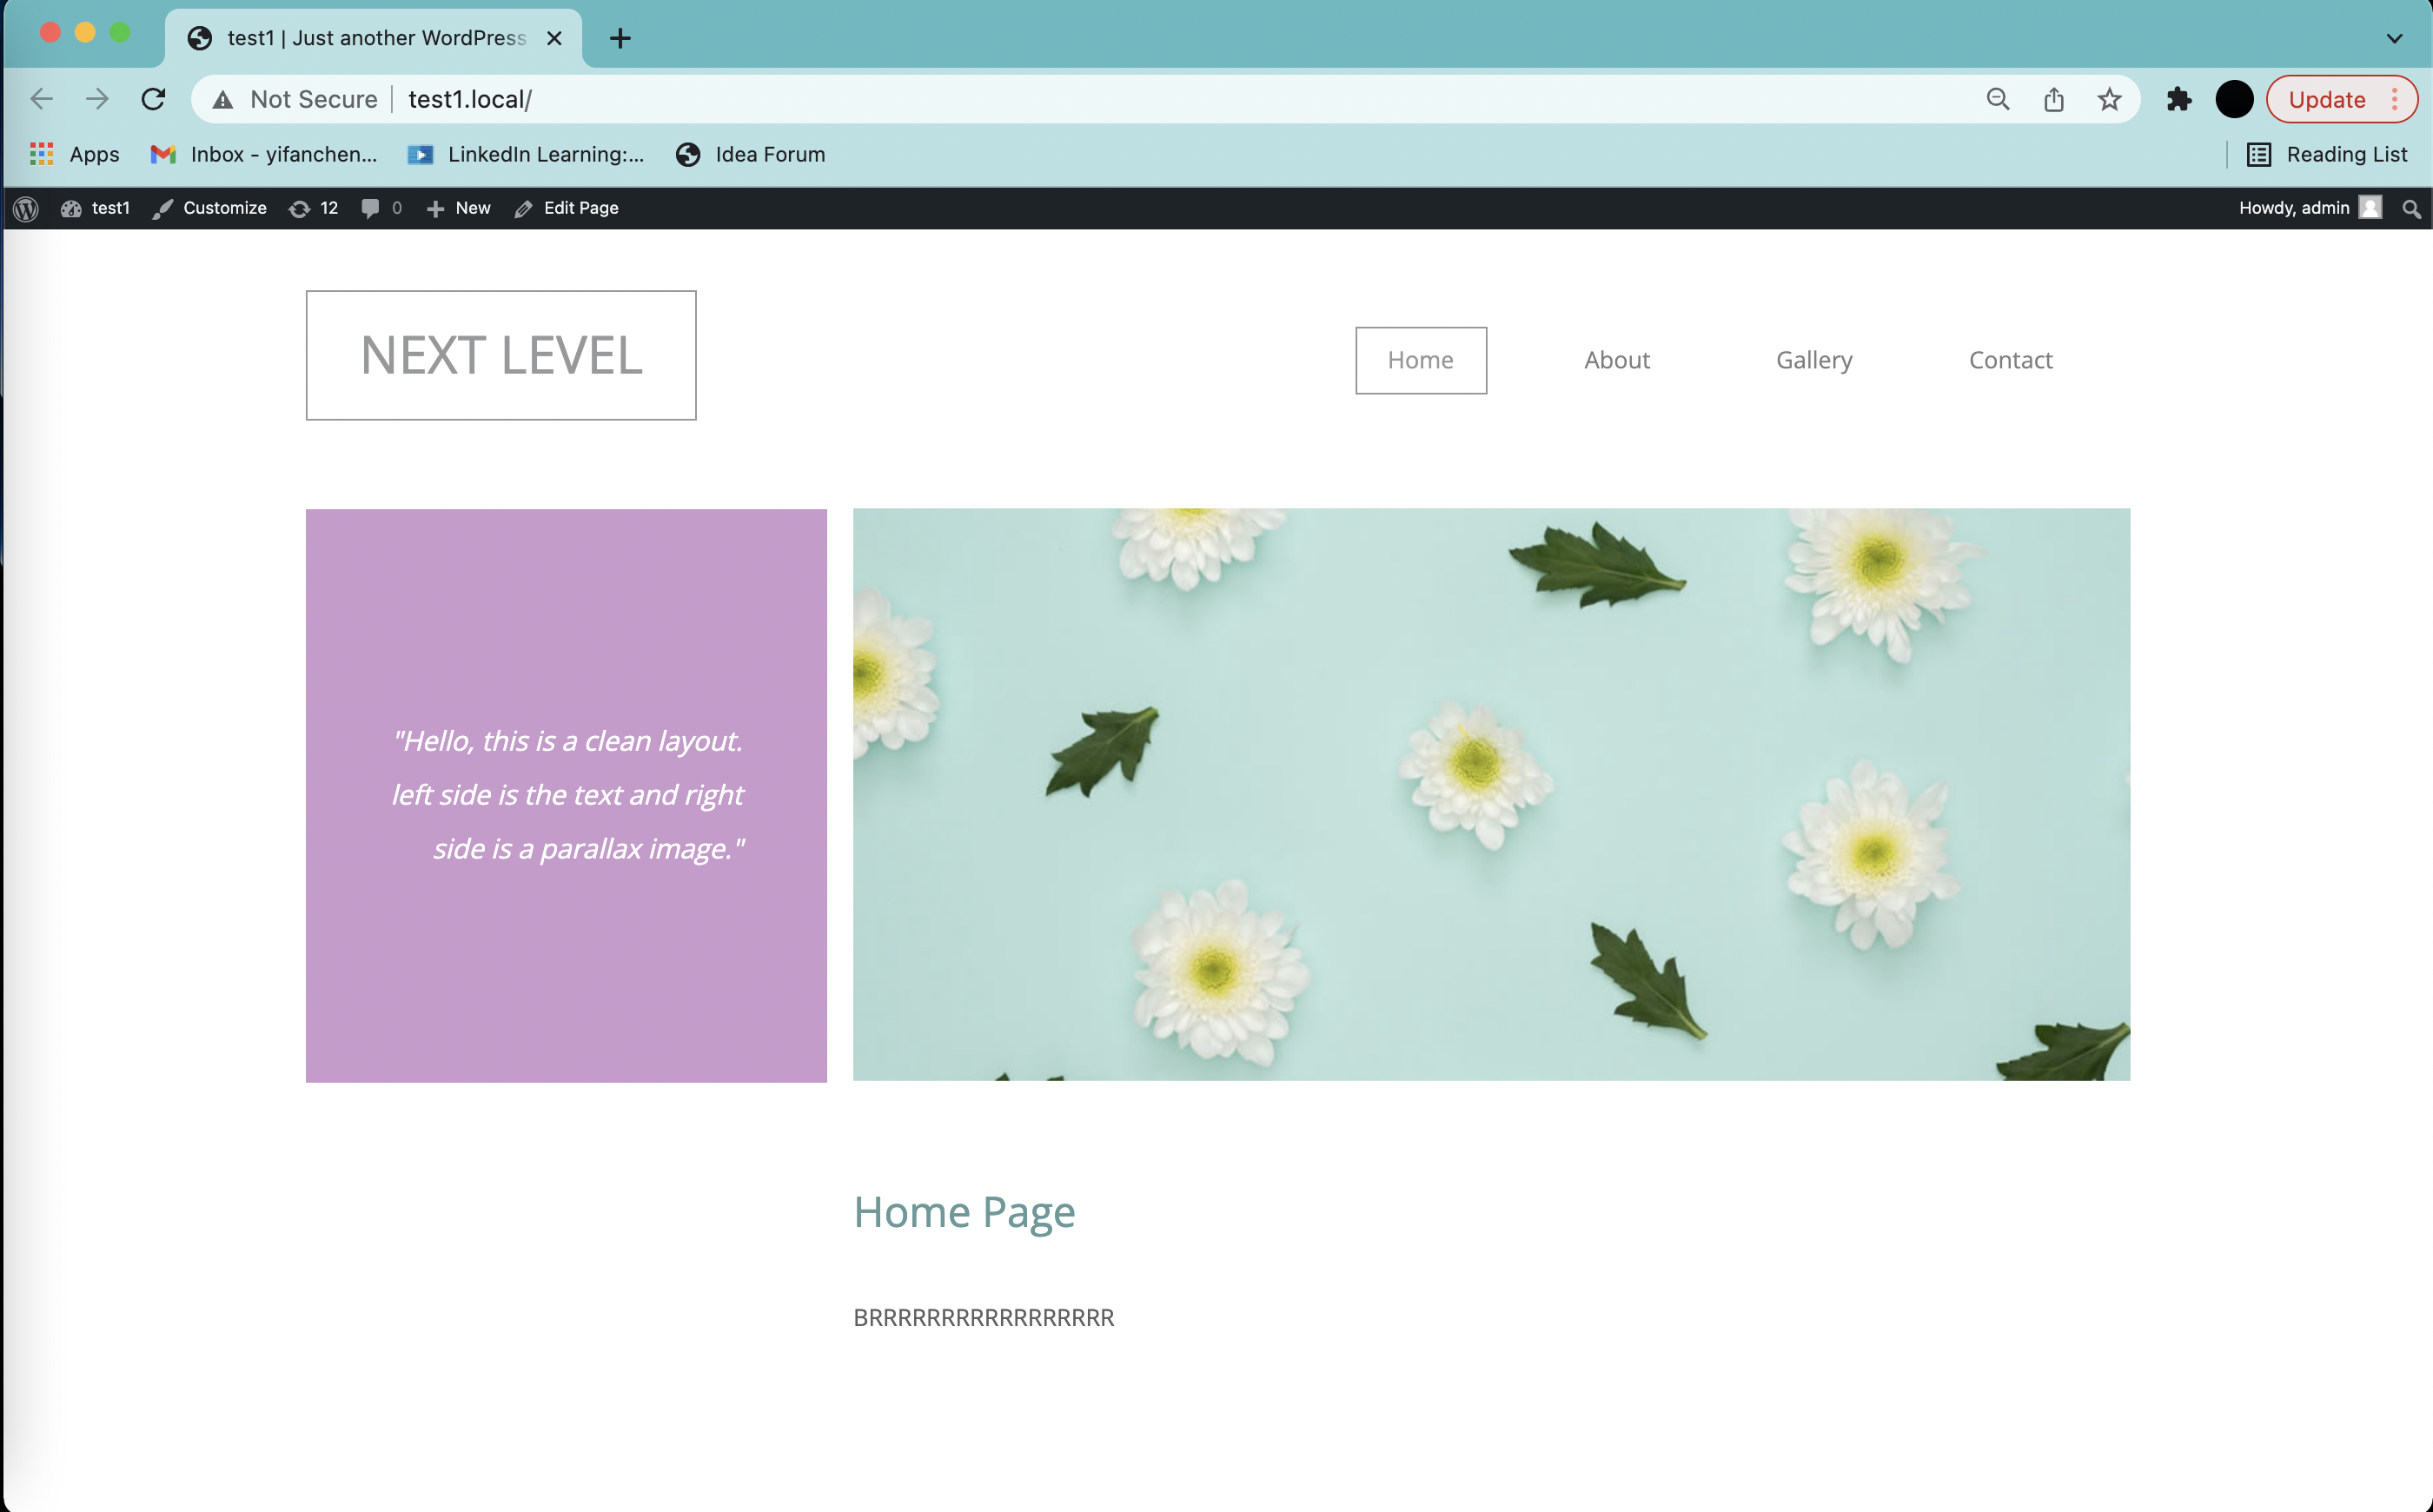 test1 | Just another WordPress
Not Secure test1.local/ Update
Apps Inbox - yifanchen... LinkedIn Learning:... Idea Forum Reading List
test1 Customize 12 0 New Edit Page Howdy, admin
NEXT LEVEL
Home About Gallery Contact
"Hello, this is a clean layout.
left side is the text and right
side is a parallax image."
Home Page
BRRRRRRRRRRRRRRRRR